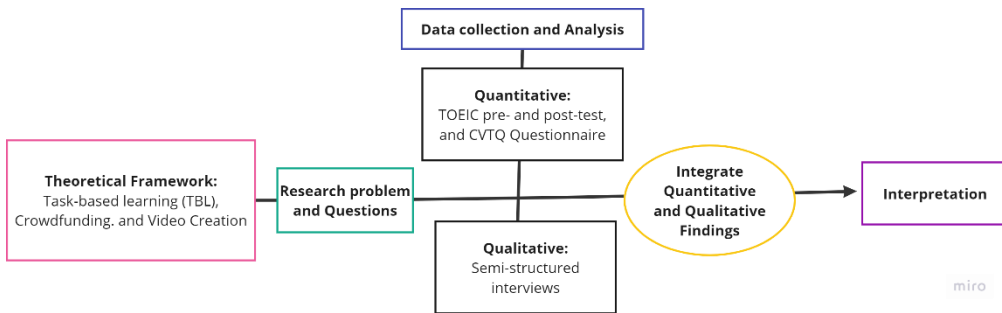 Data collection and Analysis
Quantitative:
TOEIC pre- and post-test,
and CVTQ Questionnaire
Theoretical Framework:
Task-based learning (TBL),
Crowdfunding. and Video Creation
Research problem
and Questions
Integrate
Quantitative
and Qualitative
Findings
Interpretation
Qualitative:
Semi-structured
interviews
miro